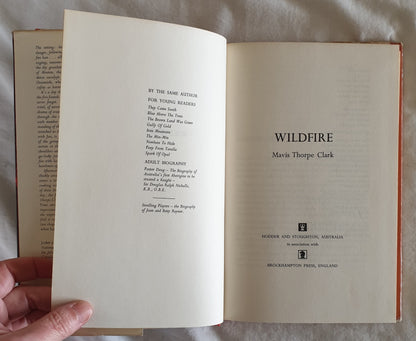 BY THE SAME AUTHOR
FOR YOUNG READERS
They Came South
Blue Above The Trees
The Brown Land Was Green
Gully Of Gold
Iron Mountain
The Min-Min
Nowhere To Hide
Pony From Tarella
Spark Of Opal
ADULT BIOGRAPHY
Pastor Doug - The Biography of
Australia's first Aborigine to be
created a Knight -
Sir Douglas Ralph Nicholls,
K.B., O.B.E.
Strolling Players - the Biography
of Joan and Betty Rayner.
WILDFIRE
Mavis Thorpe Clark
HODDER AND STOUGHTON, AUSTRALIA
in association with
BROCKHAMPTON PRESS, ENGLAND